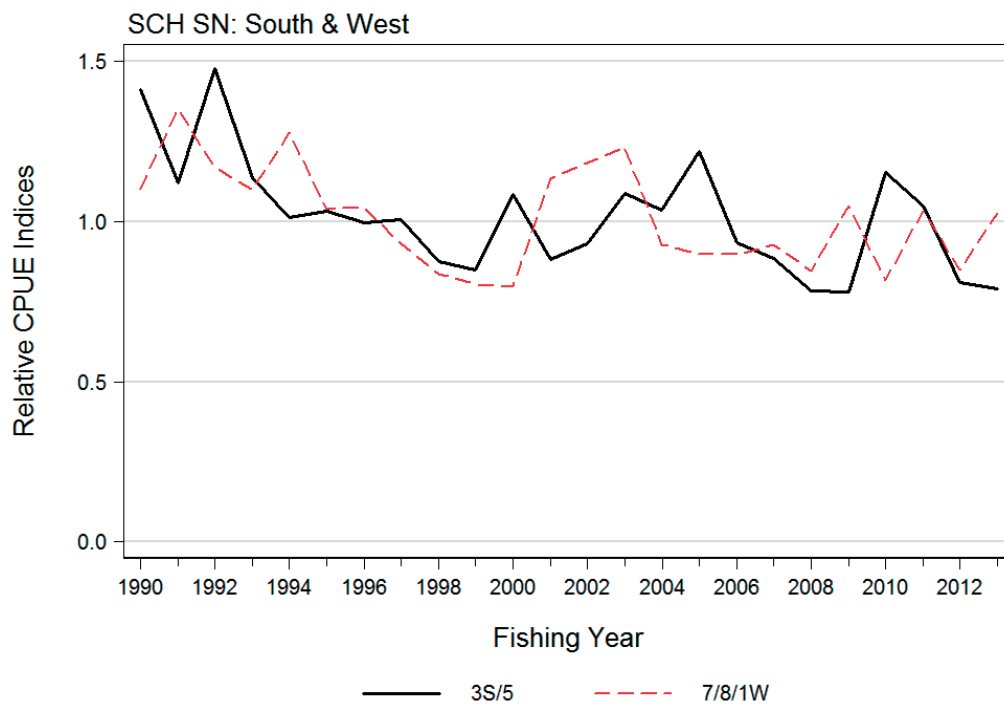 SCH SN: South & West
1.5
1.0
0.5
0.0
Relative CPUE Indices
1990 1992 1994 1996 1998 2000 2002 2004 2006 2008 2010 2012
Fishing Year
3S/5 7/8/1W